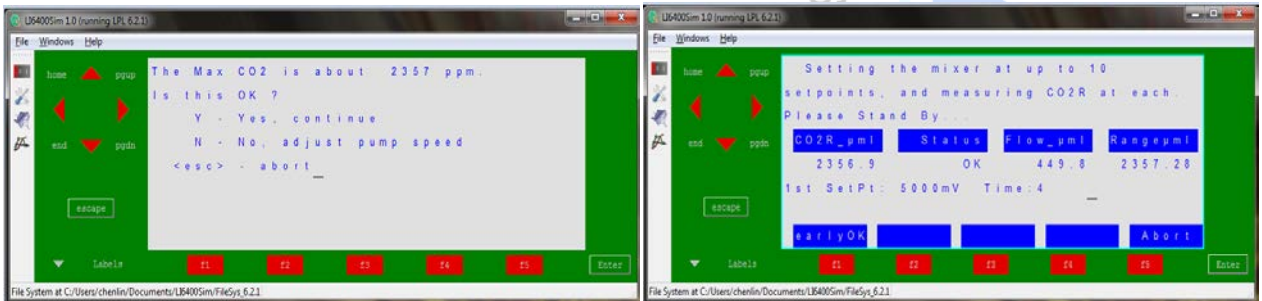 LI6400Sim 1.0 (running LPL 6.2.1)
File Windows Help
home pgup
end pgdn
escape
The Max CO2 is about 2357 ppm.
Is this OK ?
Y - Yes, continue
N - No, adjust pump speed
<esc> - abort_
Labels f1 f2 f3 f4 f5 Enter
File System at C:/Users/chenlin/Documents/LI6400Sim/FileSys_6.2.1
LI6400Sim 1.0 (running LPL 6.2.1)
File Windows Help
home pgup
end pgdn
escape
Setting the mixer at up to 10
setpoints, and measuring CO2R at each.
Please Stand By...
CO2R_µml Status Flow_µml Rangeµml
2356.9 OK 449.8 2357.28
1st SetPt: 5000mV Time:4
earlyOK Abort
Labels f1 f2 f3 f4 f5 Enter
File System at C:/Users/chenlin/Documents/LI6400Sim/FileSys_6.2.1